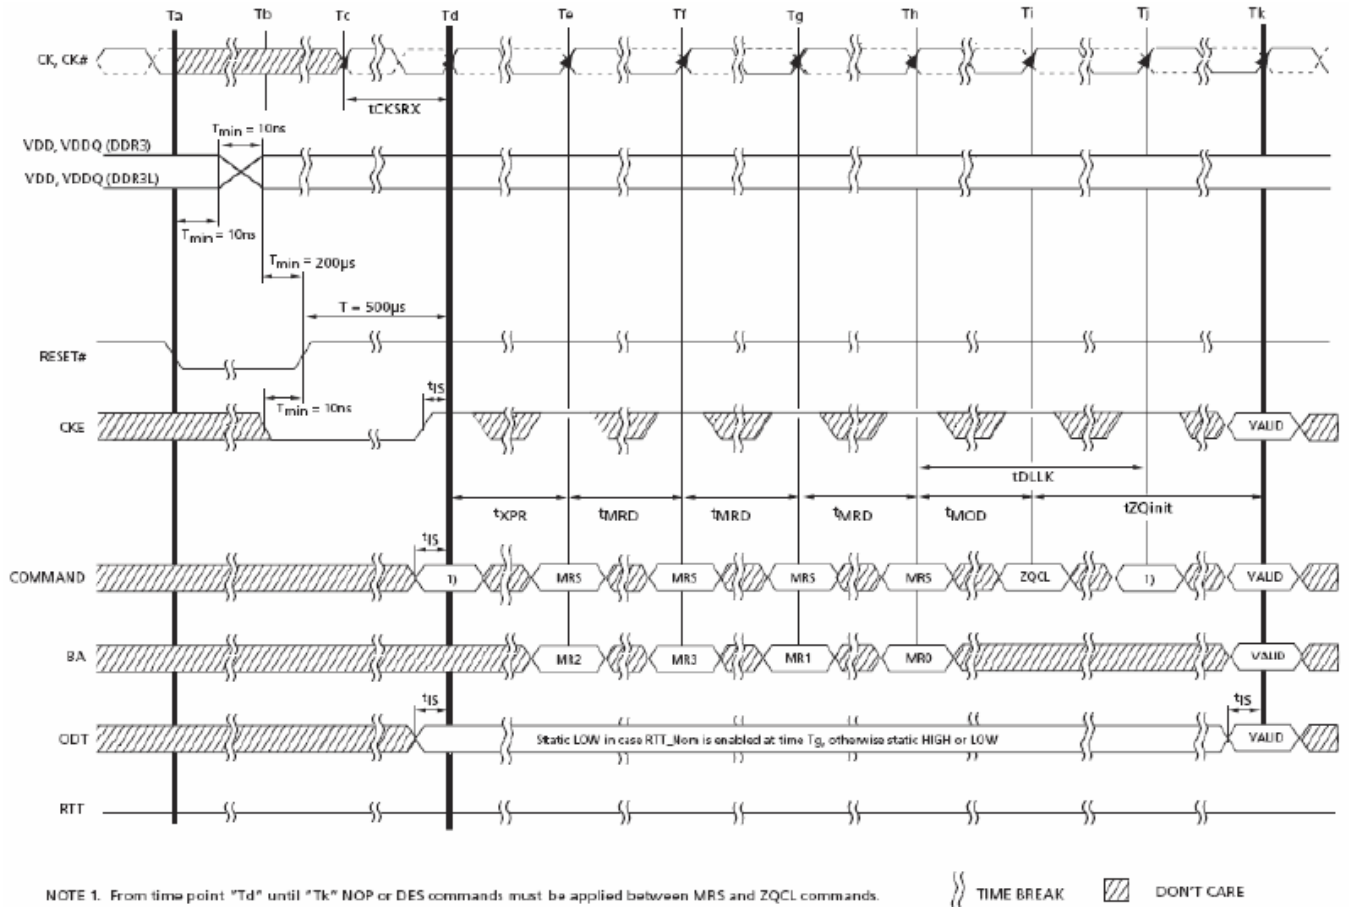 Ta Tb Tc Td Te Tf Tg Th Ti Tj Tk
CK, CK#
tCKSRX
Tmin = 10ns
VDD, VDDQ (DDR3)
VDD, VDDQ (DDR3L)
Tmin = 10ns
Tmin = 200µs
T = 500µs
RESET#
tIS
Tmin = 10ns
CKE VALID
tDLLK
tXPR tMRD tMRD tMRD tMOD tZQinit
tIS
COMMAND 1) MRS MRS MRS MRS ZQCL 1) VALID
BA MR2 MR3 MR1 MR0 VALID
tIS tIS
ODT Static LOW in case RTT_Nom is enabled at time Tg, otherwise static HIGH or LOW VALID
RTT
NOTE 1. From time point "Td" until "Tk" NOP or DES commands must be applied between MRS and ZQCL commands. TIME BREAK DON'T CARE